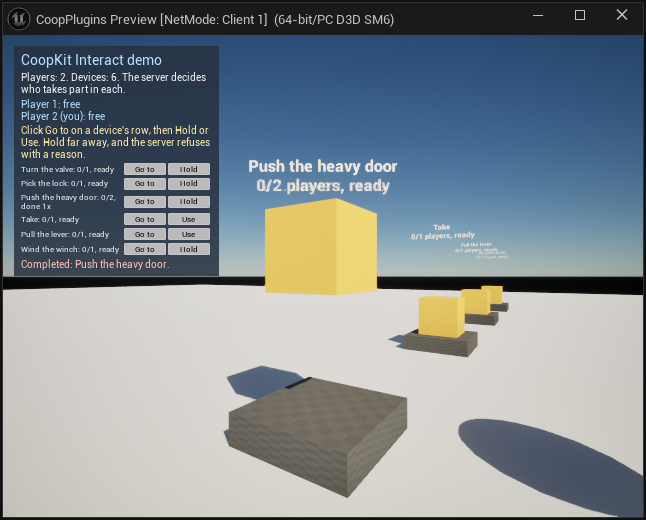 CoopPlugins Preview [NetMode: Client 1] (64-bit/PC D3D SM6)
CoopKit Interact demo
Players: 2. Devices: 6. The server decides
who takes part in each.
Player 1: free
Player 2 (you): free
Click Go to on a device's row, then Hold or
Use. Hold far away, and the server refuses
with a reason.
Turn the valve: 0/1, ready Go to Hold
Pick the lock: 0/1, ready Go to Hold
Push the heavy door: 0/2,
done 1x Go to Hold
Take: 0/1, ready Go to Use
Pull the lever: 0/1, ready Go to Use
Wind the winch: 0/1, ready Go to Hold
Completed: Push the heavy door.
Push the heavy door
0/2 players, ready
Take
0/1 players, ready
Pull the lever
0/1 players, ready